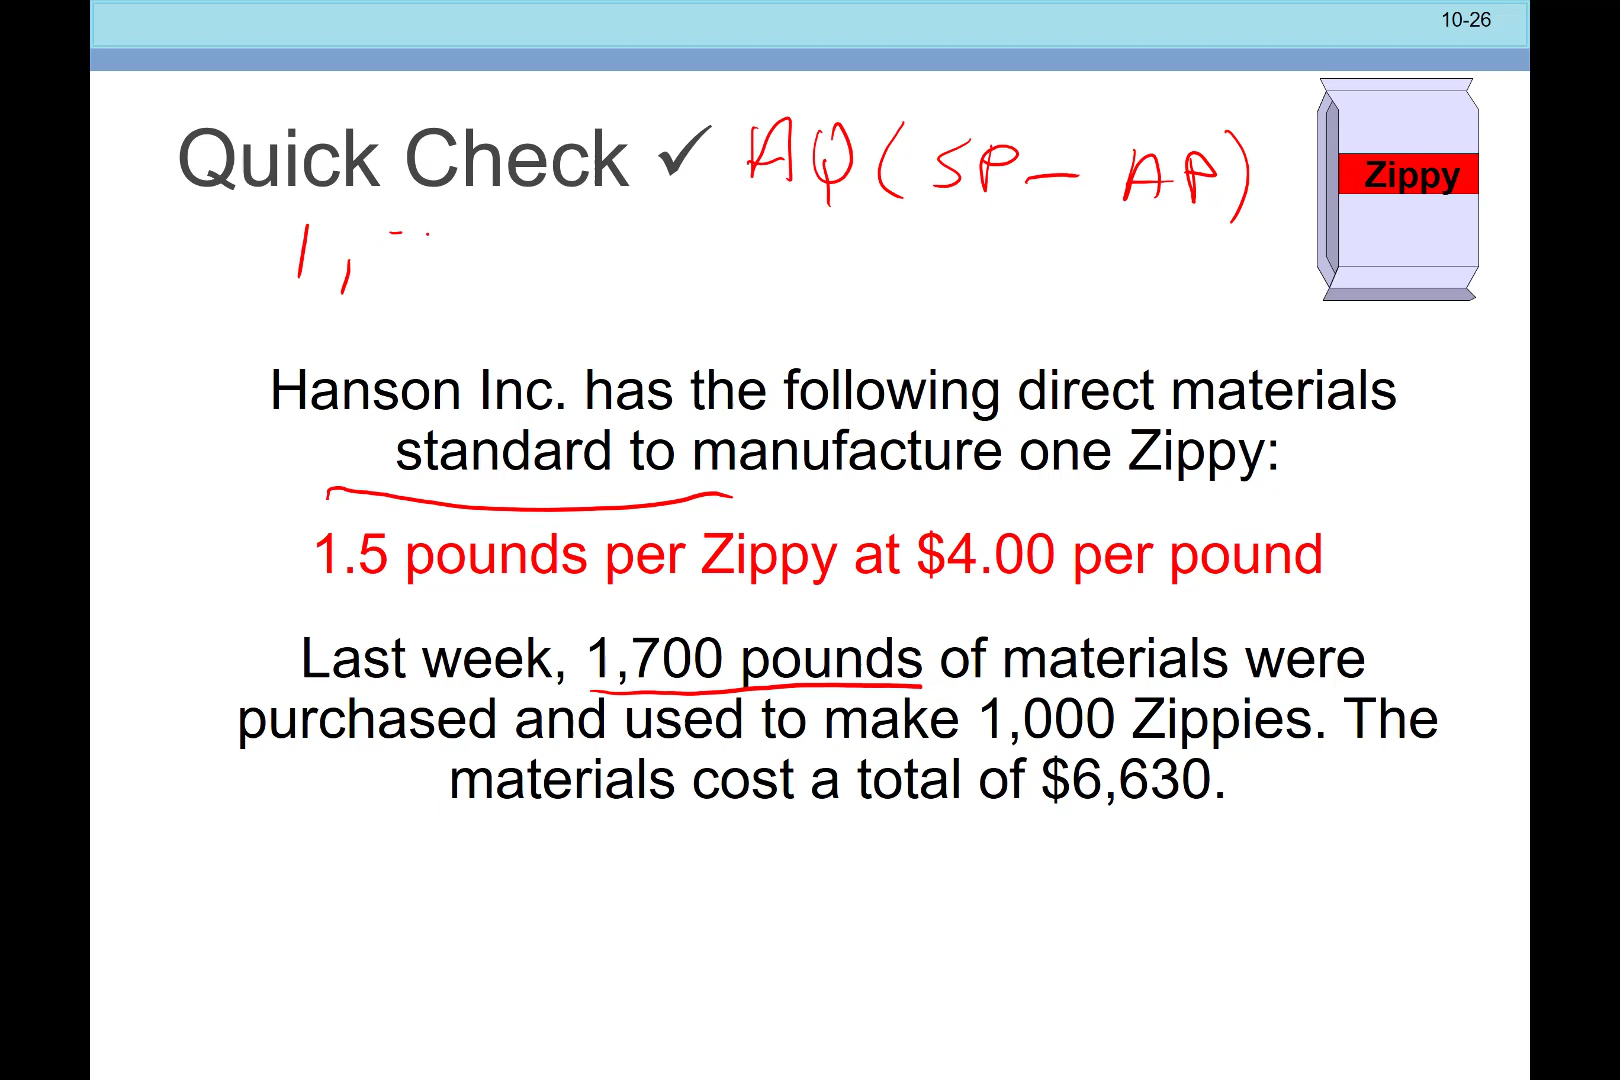 10-26
Quick Check ✓ AQ(SP- AP)
Zippy
1,
Hanson Inc. has the following direct materials
standard to manufacture one Zippy:
1.5 pounds per Zippy at $4.00 per pound
Last week, 1,700 pounds of materials were
purchased and used to make 1,000 Zippies. The
materials cost a total of $6,630.